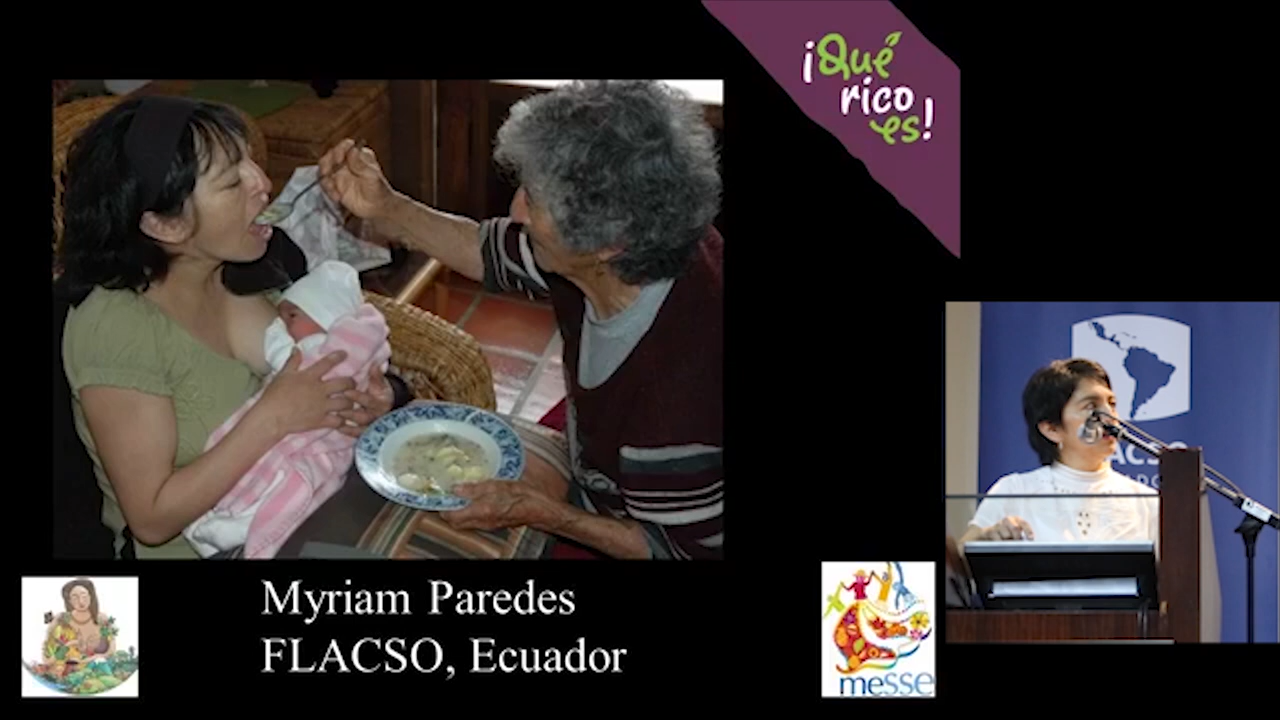 ¡Qué
rico
es!
Myriam Paredes
FLACSO, Ecuador
messe